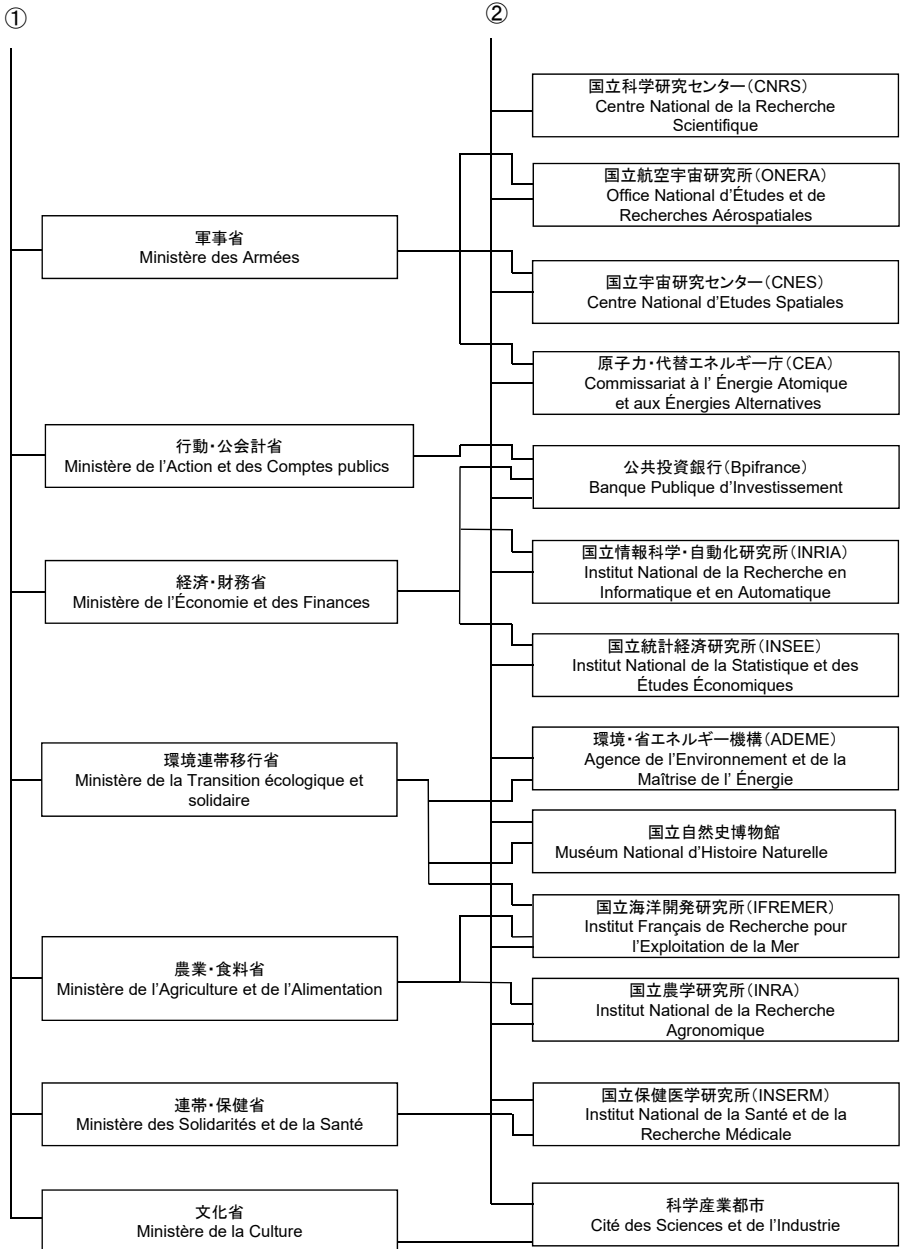 ①
②
軍事省
Ministère des Armées
行動・公会計省
Ministère de l’Action et des Comptes publics
経済・財務省
Ministère de l’Économie et des Finances
環境連帯移行省
Ministère de la Transition écologique et
solidaire
農業・食料省
Ministère de l’Agriculture et de l’Alimentation
連帯・保健省
Ministère des Solidarités et de la Santé
文化省
Ministère de la Culture
国立科学研究センター(CNRS)
Centre National de la Recherche
Scientifique
国立航空宇宙研究所(ONERA)
Office National d’Études et de
Recherches Aérospatiales
国立宇宙研究センター(CNES)
Centre National d’Etudes Spatiales
原子力・代替エネルギー庁(CEA)
Commissariat à l’ Énergie Atomique
et aux Énergies Alternatives
公共投資銀行(Bpifrance)
Banque Publique d’Investissement
国立情報科学・自動化研究所(INRIA)
Institut National de la Recherche en
Informatique et en Automatique
国立統計経済研究所(INSEE)
Institut National de la Statistique et des
Études Économiques
環境・省エネルギー機構(ADEME)
Agence de l’Environnement et de la
Maîtrise de l’ Énergie
国立自然史博物館
Muséum National d’Histoire Naturelle
国立海洋開発研究所(IFREMER)
Institut Français de Recherche pour
l’Exploitation de la Mer
国立農学研究所(INRA)
Institut National de la Recherche
Agronomique
国立保健医学研究所(INSERM)
Institut National de la Santé et de la
Recherche Médicale
科学産業都市
Cité des Sciences et de l’Industrie